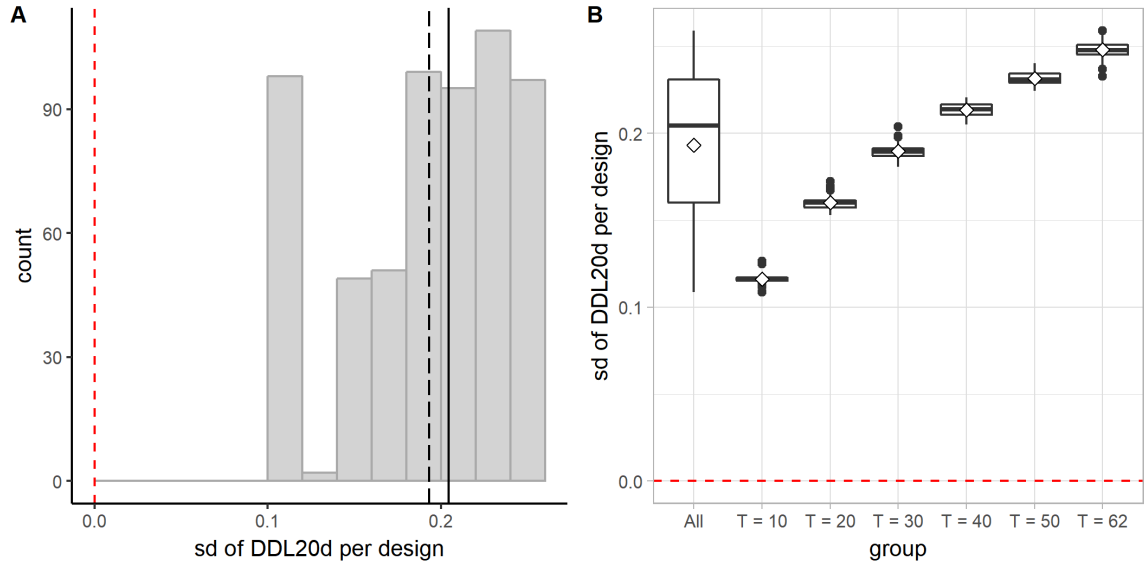 A
90
60
30
0
count
0.0
0.1
0.2
sd of DDL20d per design
B
0.2
0.1
0.0
sd of DDL20d per design
All
T = 10
T = 20
T = 30
T = 40
T = 50
T = 62
group